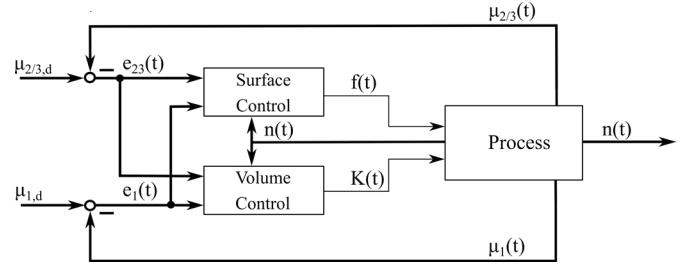 μ2/3(t)
μ2/3,d
−
e23(t)
Surface
Control
f(t)
n(t)
Process
n(t)
Volume
Control
K(t)
μ1,d
−
e1(t)
μ1(t)